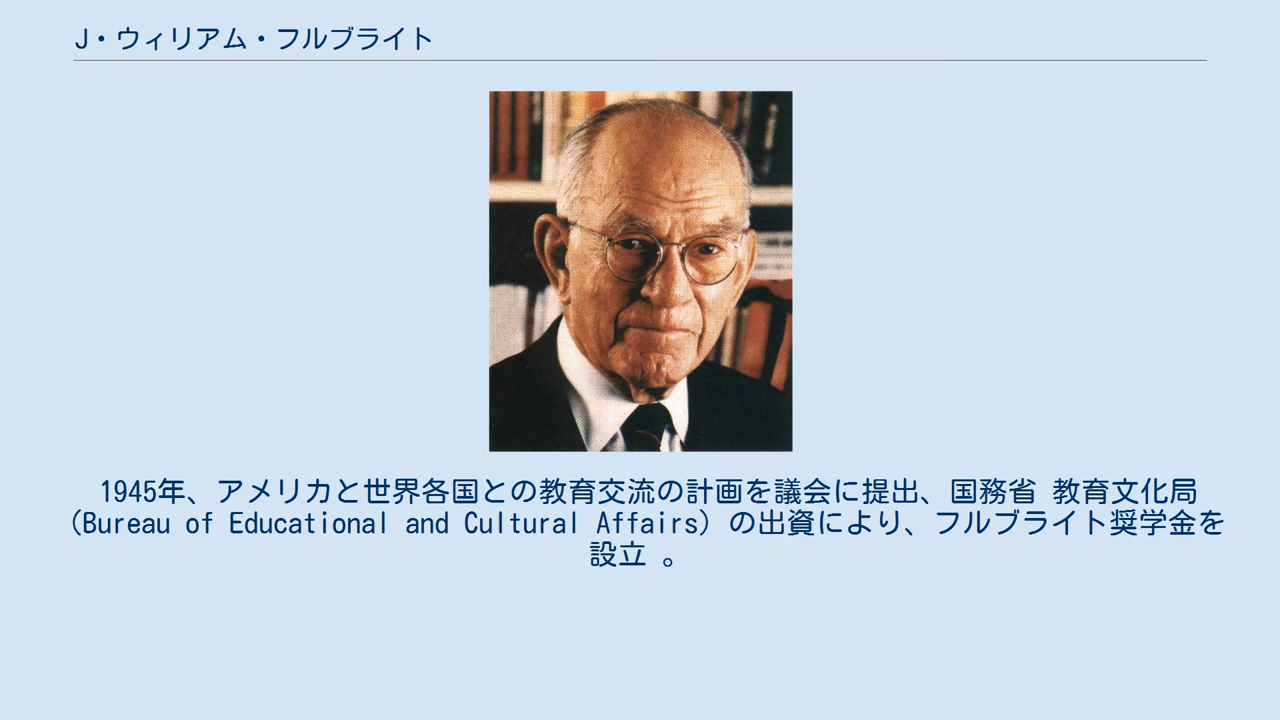 J・ウィリアム・フルブライト
1945年、アメリカと世界各国との教育交流の計画を議会に提出、国務省 教育文化局
(Bureau of Educational and Cultural Affairs) の出資により、フルブライト奨学金を
設立 。